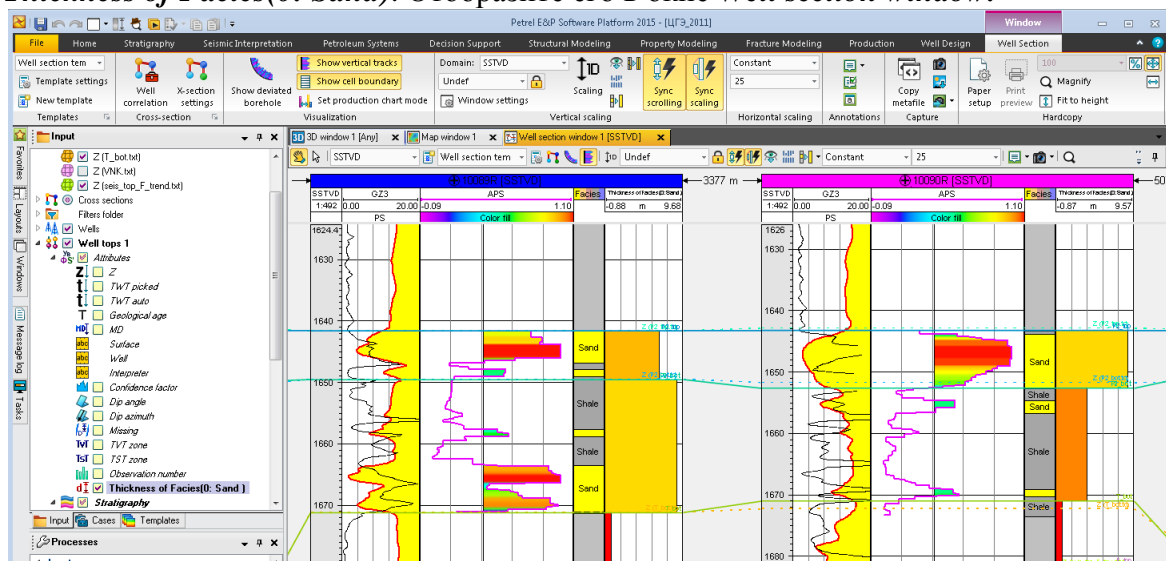 Thickness of Facies(0: Sand). Отобразите его в окне Well section window.
Petrel E&P Software Platform 2015 - [ЦГЭ_2011]
Window
File Home Stratigraphy Seismic Interpretation Petroleum Systems Decision Support Structural Modeling Property Modeling Fracture Modeling Production Well Design Well Section
Well section tem
Template settings
New template
Templates
Well correlation
X-section settings
Cross-section
Show deviated borehole
Show vertical tracks
Show cell boundary
Set production chart mode
Visualization
Domain: SSTVD
Undef
Window settings
1D
Scaling
Sync scrolling
Sync scaling
Vertical scaling
Constant
25
Horizontal scaling
Annotations
Copy metafile
Capture
Paper setup
Print preview
100
Magnify
Fit to height
Hardcopy
Favorites
Layouts
Windows
Message log
Tasks
Input
Z (T_bot.txt)
Z (VNK.txt)
Z (seis_top_F_trend.txt)
Cross sections
Filters folder
Wells
Well tops 1
Attributes
Z
TWT picked
TWT auto
Geological age
MD
Surface
Well
Interpreter
Confidence factor
Dip angle
Dip azimuth
Missing
TVT zone
TST zone
Observation number
Thickness of Facies(0: Sand )
Stratigraphy
Input Cases Templates
Processes
3D window 1 [Any] Map window 1 Well section window 1 [SSTVD]
SSTVD Well section tem 1D Undef Constant 25
10089R [SSTVD] 3377 m 10090R [SSTVD] 50
SSTVD GZ3 APS Facies Thickness of Facies(0: Sand )
1:492 0.00 20.00 -0.09 1.10 -0.88 m 9.68
PS Color fill
SSTVD GZ3 APS Facies Thickness of Facies(0: Sand )
1:492 0.00 20.00 -0.09 1.10 -0.87 m 9.57
PS Color fill
1624.4
1630
1640
1650
1660
1670
Sand
Shale
Shale
Sand
1626
1630
1640
1650
1660
1670
1680
Sand
Shale
Sand
Shale
Shale